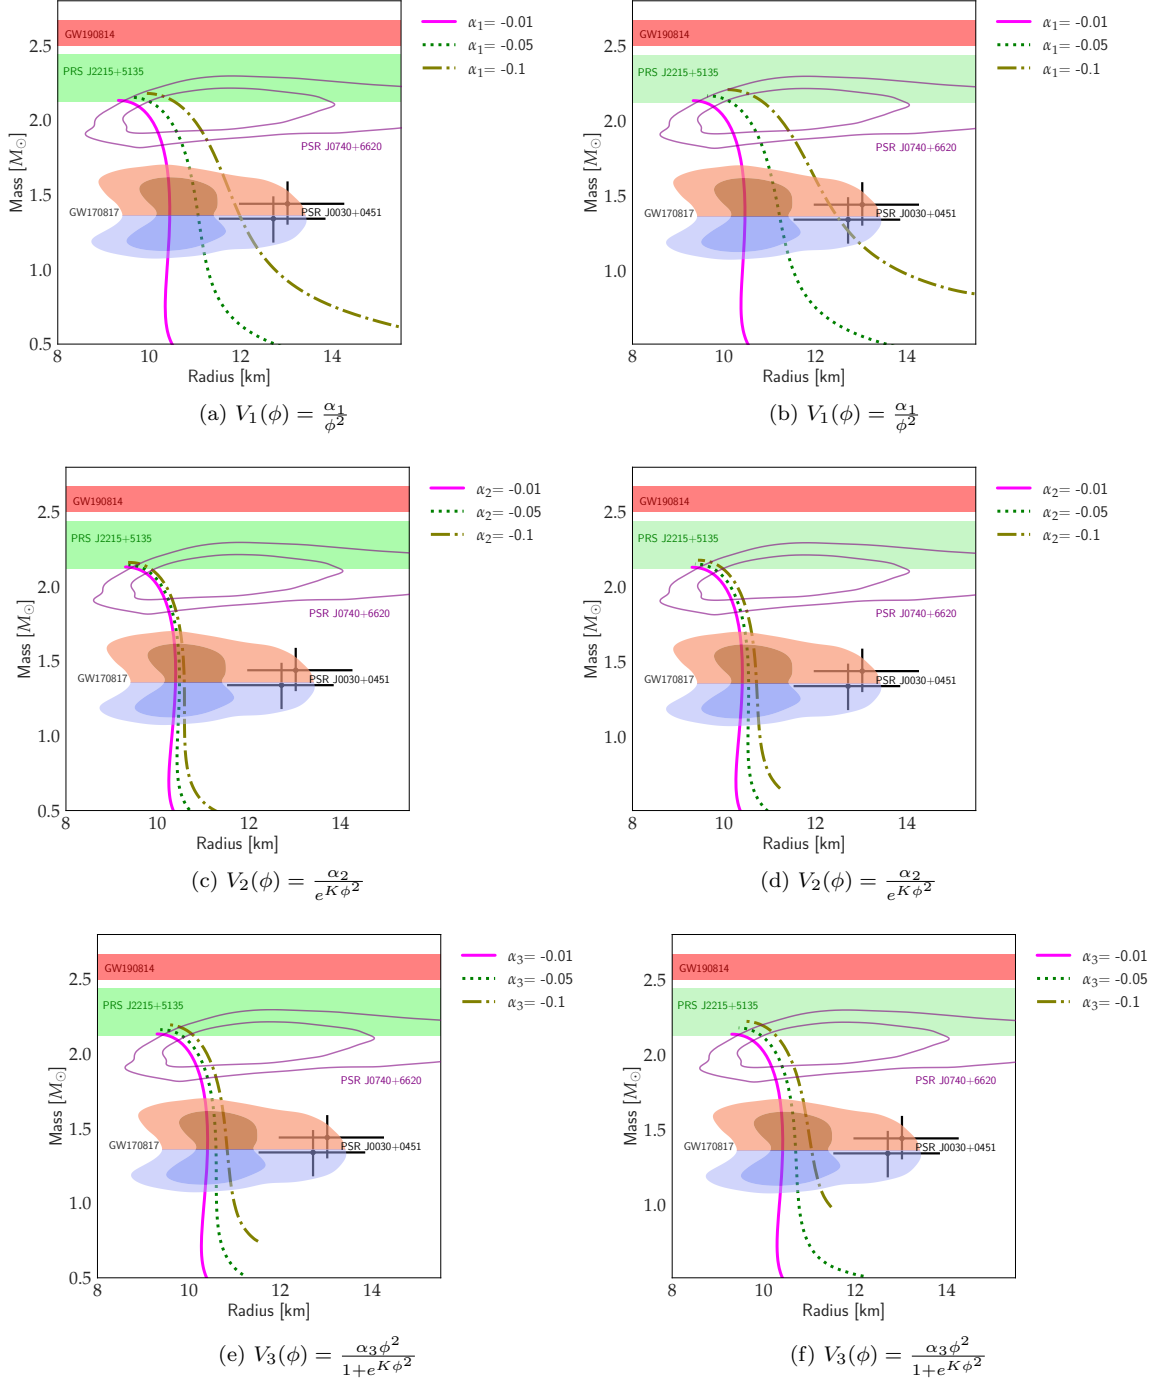 GW190814
PRS J2215+5135
PSR J0740+6620
GW170817
PSR J0030+0451
α₁= -0.01
α₁= -0.05
α₁= -0.1
Mass [M⊙]
2.5
2.0
1.5
1.0
0.5
8 10 12 14
Radius [km]
(a) V₁(ϕ) = α₁/ϕ²
GW190814
PRS J2215+5135
PSR J0740+6620
GW170817
PSR J0030+0451
α₁= -0.01
α₁= -0.05
α₁= -0.1
Mass [M⊙]
2.5
2.0
1.5
1.0
8 10 12 14
Radius [km]
(b) V₁(ϕ) = α₁/ϕ²
GW190814
PRS J2215+5135
PSR J0740+6620
GW170817
PSR J0030+0451
α₂= -0.01
α₂= -0.05
α₂= -0.1
Mass [M⊙]
2.5
2.0
1.5
1.0
0.5
8 10 12 14
Radius [km]
(c) V₂(ϕ) = α₂/e^{Kϕ²}
GW190814
PRS J2215+5135
PSR J0740+6620
GW170817
PSR J0030+0451
α₂= -0.01
α₂= -0.05
α₂= -0.1
Mass [M⊙]
2.5
2.0
1.5
1.0
8 10 12 14
Radius [km]
(d) V₂(ϕ) = α₂/e^{Kϕ²}
GW190814
PRS J2215+5135
PSR J0740+6620
GW170817
PSR J0030+0451
α₃= -0.01
α₃= -0.05
α₃= -0.1
Mass [M⊙]
2.5
2.0
1.5
1.0
0.5
8 10 12 14
Radius [km]
(e) V₃(ϕ) = α₃ϕ²/1+e^{Kϕ²}
GW190814
PRS J2215+5135
PSR J0740+6620
GW170817
PSR J0030+0451
α₃= -0.01
α₃= -0.05
α₃= -0.1
Mass [M⊙]
2.5
2.0
1.5
1.0
8 10 12 14
Radius [km]
(f) V₃(ϕ) = α₃ϕ²/1+e^{Kϕ²}